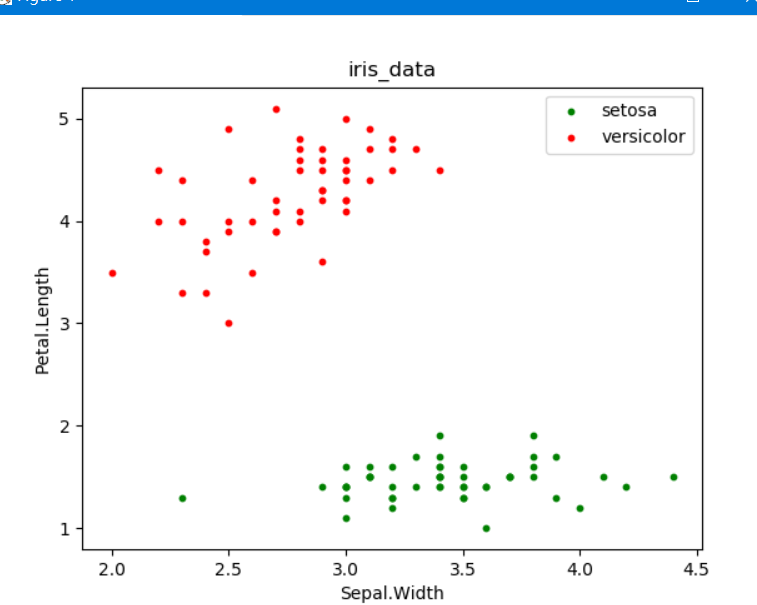 iris_data
setosa
versicolor
5
4
3
2
1
Petal.Length
2.0 2.5 3.0 3.5 4.0 4.5
Sepal.Width